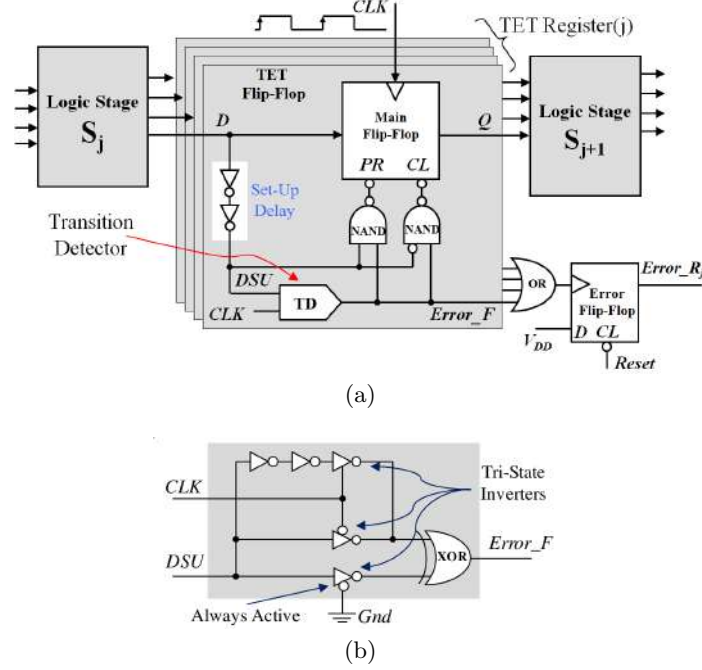 CLK
TET Register(j)
TET
Flip-Flop
Logic Stage
Sj
D
Main
Flip-Flop
Q
Logic Stage
Sj+1
PR CL
Set-Up
Delay
NAND
NAND
Transition
Detector
DSU
TD
CLK
Error_F
OR
Error_Rj
Error
Flip-Flop
VDD
D CL
Reset
(a)
CLK
Tri-State
Inverters
DSU
XOR
Error_F
Always Active
Gnd
(b)